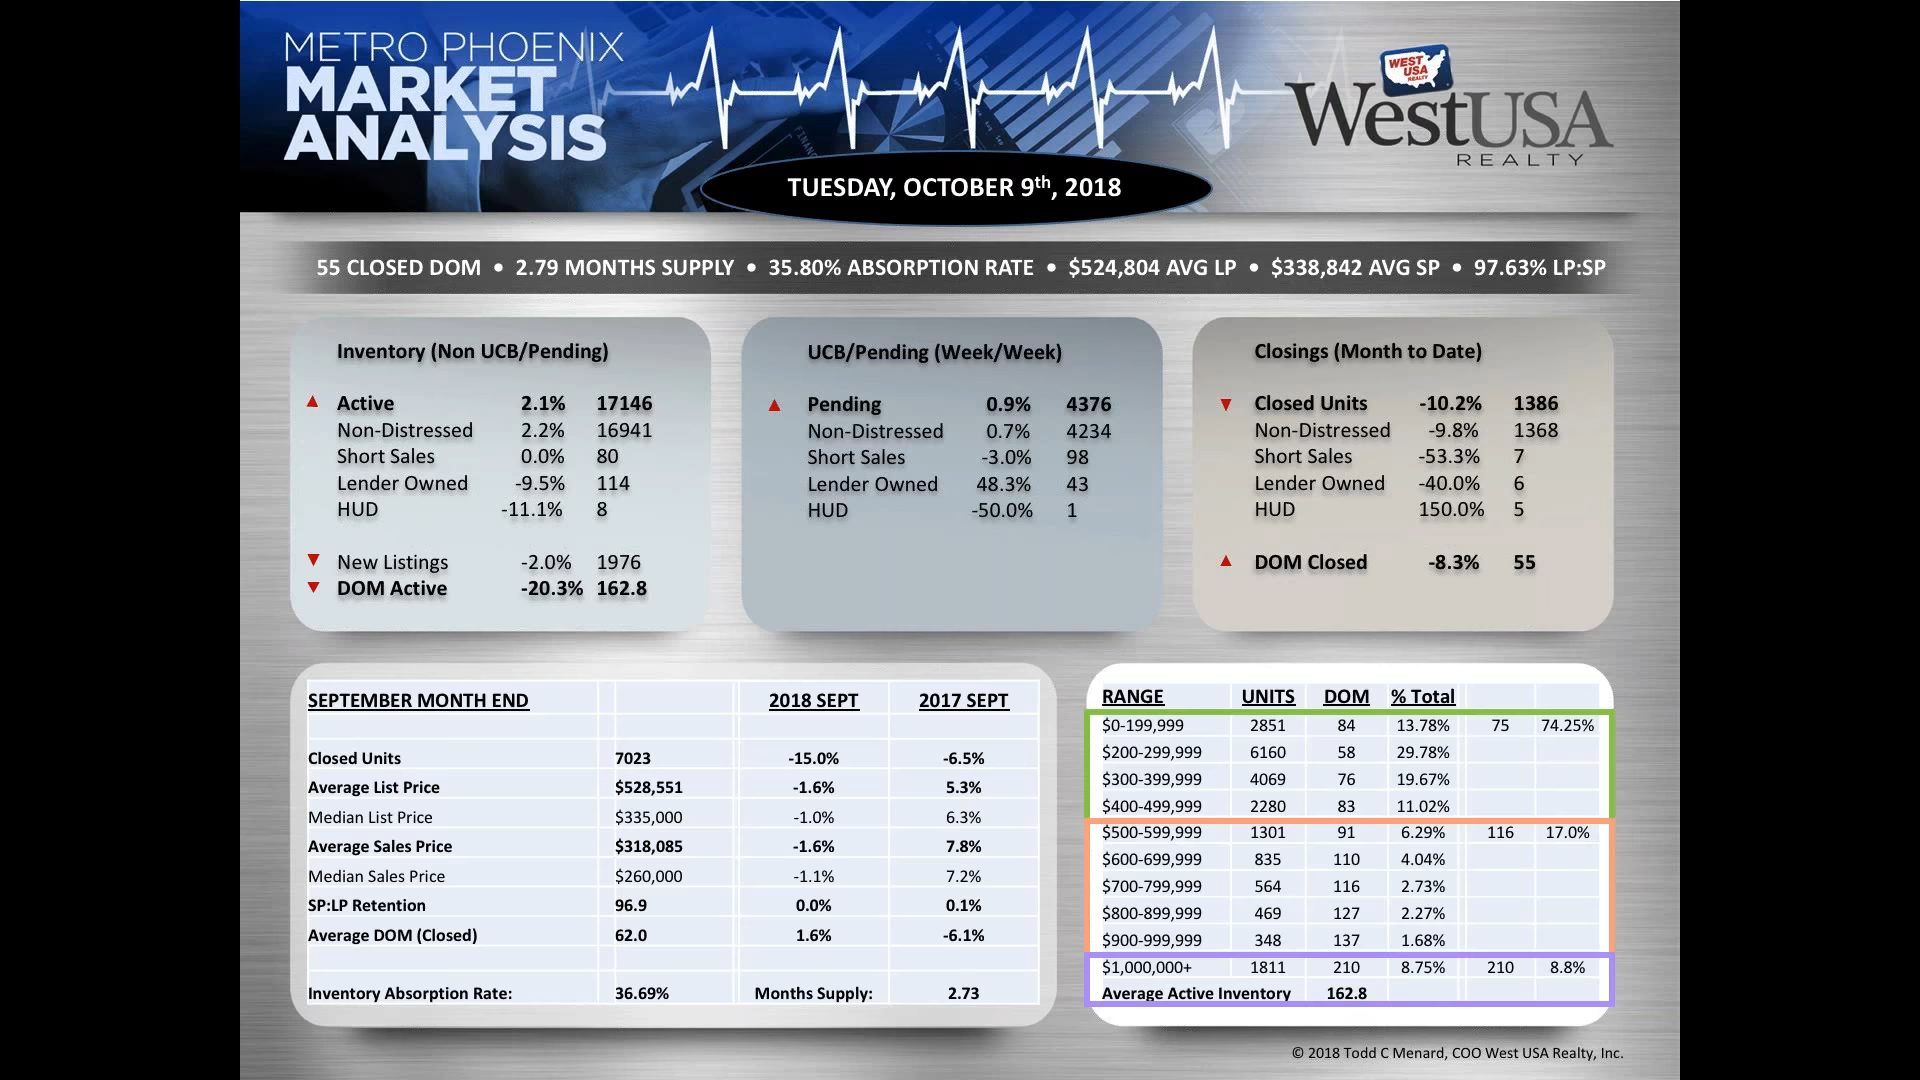 METRO PHOENIX
MARKET
ANALYSIS
WEST
USA
REALTY
WestUSA
REALTY
TUESDAY, OCTOBER 9th, 2018
55 CLOSED DOM • 2.79 MONTHS SUPPLY • 35.80% ABSORPTION RATE • $524,804 AVG LP • $338,842 AVG SP • 97.63% LP:SP
Inventory (Non UCB/Pending)
▲ Active 2.1% 17146
Non-Distressed 2.2% 16941
Short Sales 0.0% 80
Lender Owned -9.5% 114
HUD -11.1% 8
▼ New Listings -2.0% 1976
▼ DOM Active -20.3% 162.8
UCB/Pending (Week/Week)
▲ Pending 0.9% 4376
Non-Distressed 0.7% 4234
Short Sales -3.0% 98
Lender Owned 48.3% 43
HUD -50.0% 1
Closings (Month to Date)
▼ Closed Units -10.2% 1386
Non-Distressed -9.8% 1368
Short Sales -53.3% 7
Lender Owned -40.0% 6
HUD 150.0% 5
▲ DOM Closed -8.3% 55
SEPTEMBER MONTH END 2018 SEPT 2017 SEPT
Closed Units 7023 -15.0% -6.5%
Average List Price $528,551 -1.6% 5.3%
Median List Price $335,000 -1.0% 6.3%
Average Sales Price $318,085 -1.6% 7.8%
Median Sales Price $260,000 -1.1% 7.2%
SP:LP Retention 96.9 0.0% 0.1%
Average DOM (Closed) 62.0 1.6% -6.1%
Inventory Absorption Rate: 36.69% Months Supply: 2.73
RANGE UNITS DOM % Total
$0-199,999 2851 84 13.78% 75 74.25%
$200-299,999 6160 58 29.78%
$300-399,999 4069 76 19.67%
$400-499,999 2280 83 11.02%
$500-599,999 1301 91 6.29% 116 17.0%
$600-699,999 835 110 4.04%
$700-799,999 564 116 2.73%
$800-899,999 469 127 2.27%
$900-999,999 348 137 1.68%
$1,000,000+ 1811 210 8.75% 210 8.8%
Average Active Inventory 162.8
© 2018 Todd C Menard, COO West USA Realty, Inc.